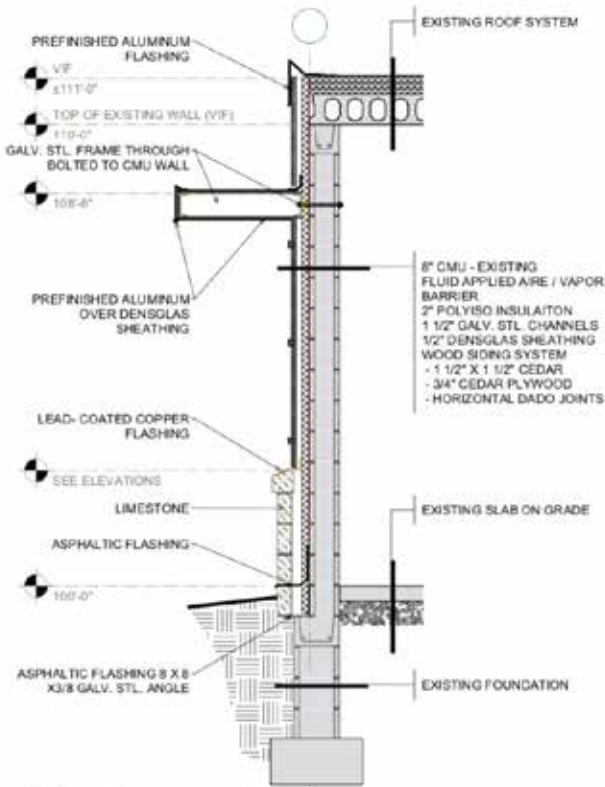 EXISTING ROOF SYSTEM
PREFINISHED ALUMINUM
FLASHING
VIF
±111'-0"
TOP OF EXISTING WALL (VIF)
110'-0"
GALV. STL. FRAME THROUGH
BOLTED TO CMU WALL
108'-8"
8" CMU - EXISTING
FLUID APPLIED AIRE / VAPOR
BARRIER
2" POLYISO INSULAITON
1 1/2" GALV. STL. CHANNELS
1/2" DENSGLAS SHEATHING
WOOD SIDING SYSTEM
- 1 1/2" X 1 1/2" CEDAR
- 3/4" CEDAR PLYWOOD
- HORIZONTAL DADO JOINTS
PREFINISHED ALUMINUM
OVER DENSGLAS
SHEATHING
LEAD- COATED COPPER
FLASHING
SEE ELEVATIONS
LIMESTONE
EXISTING SLAB ON GRADE
ASPHALTIC FLASHING
100'-0"
ASPHALTIC FLASHING 8 X 8
X3/8 GALV. STL. ANGLE
EXISTING FOUNDATION